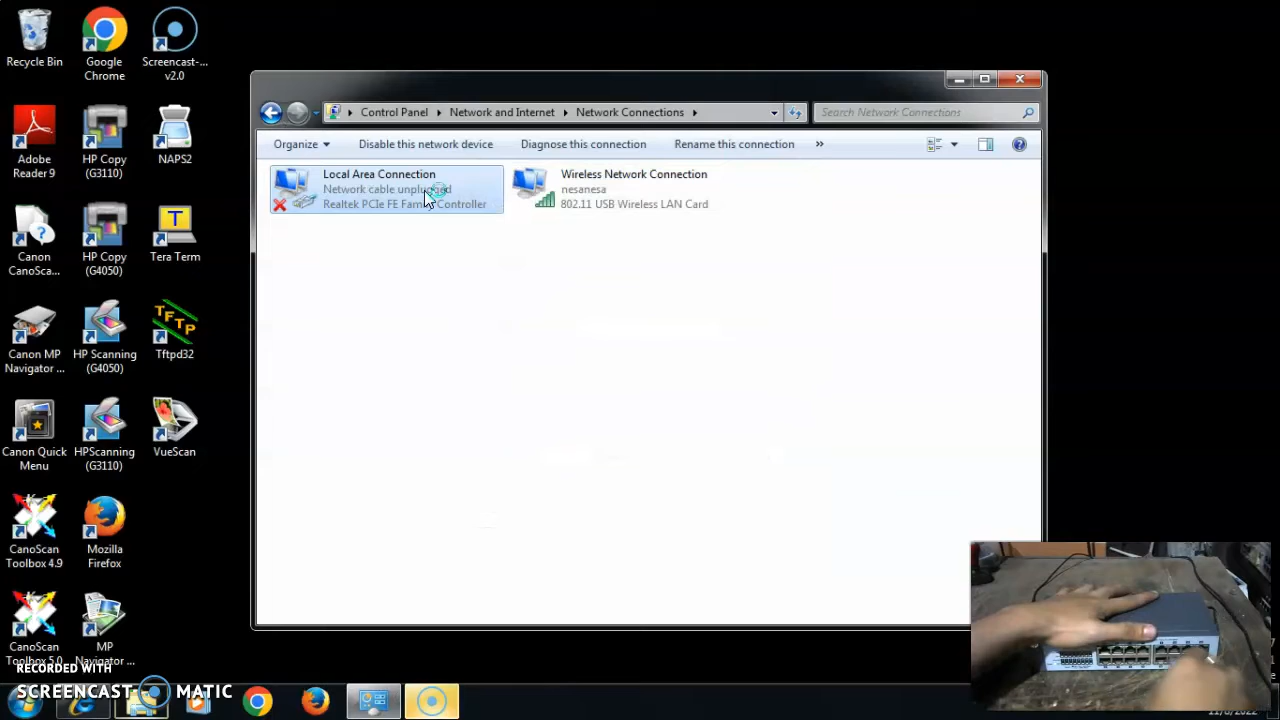 Recycle Bin
Google Chrome
Screencast-... v2.0
Adobe Reader 9
HP Copy (G3110)
NAPS2
Canon CanoSca...
HP Copy (G4050)
T
Tera Term
Canon MP Navigator ...
HP Scanning (G4050)
TFTP
Tftpd32
Canon Quick Menu
HPScanning (G3110)
VueScan
CanoScan Toolbox 4.9
Mozilla Firefox
CanoScan Toolbox 5.0
MP Navigator ...
Control Panel
Network and Internet
Network Connections
Search Network Connections
Organize
Disable this network device
Diagnose this connection
Rename this connection
»
Local Area Connection
Network cable unplugged
Realtek PCIe FE Family Controller
Wireless Network Connection
nesanesa
802.11 USB Wireless LAN Card
RECORDED WITH
SCREENCAST MATIC
11/8/2022